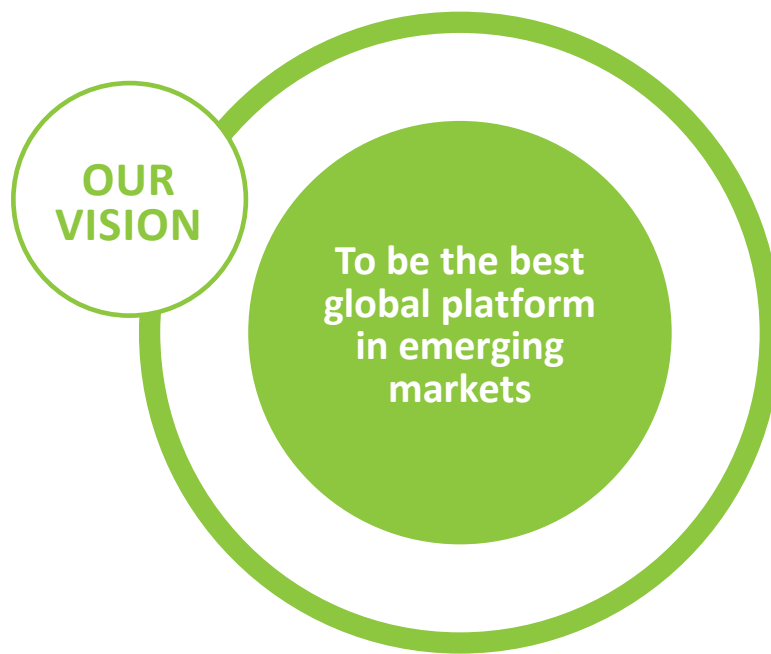 OUR
VISION
To be the best
global platform
in emerging
markets